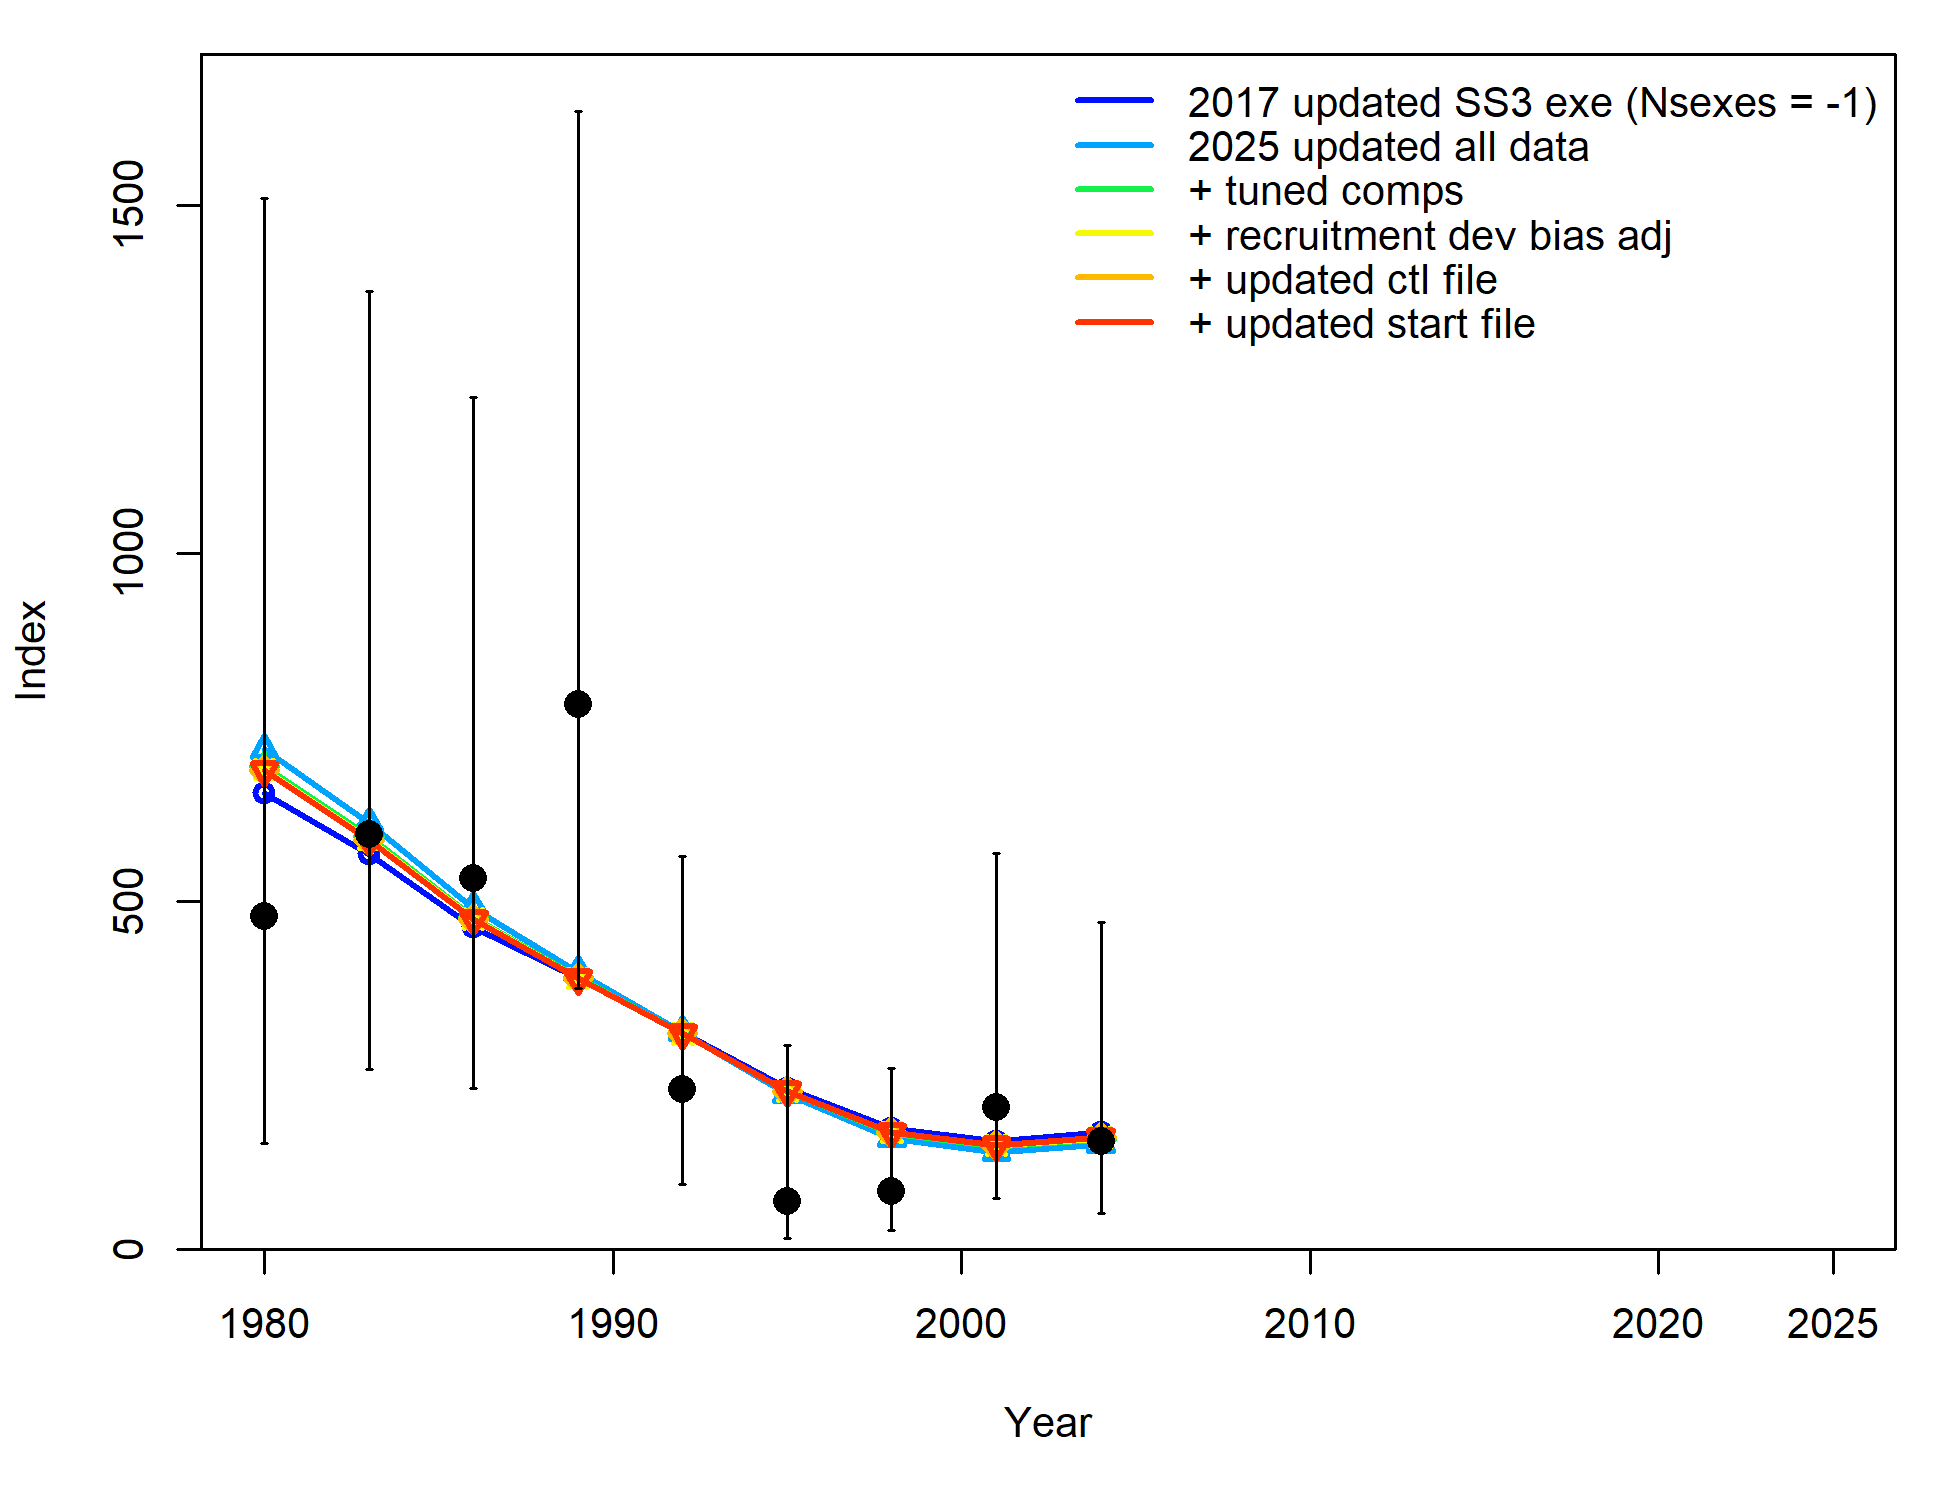 2017 updated SS3 exe (Nsexes = -1)
2025 updated all data
+ tuned comps
+ recruitment dev bias adj
+ updated ctl file
+ updated start file
1500
1000
500
0
Index
1980
1990
2000
2010
2020
2025
Year